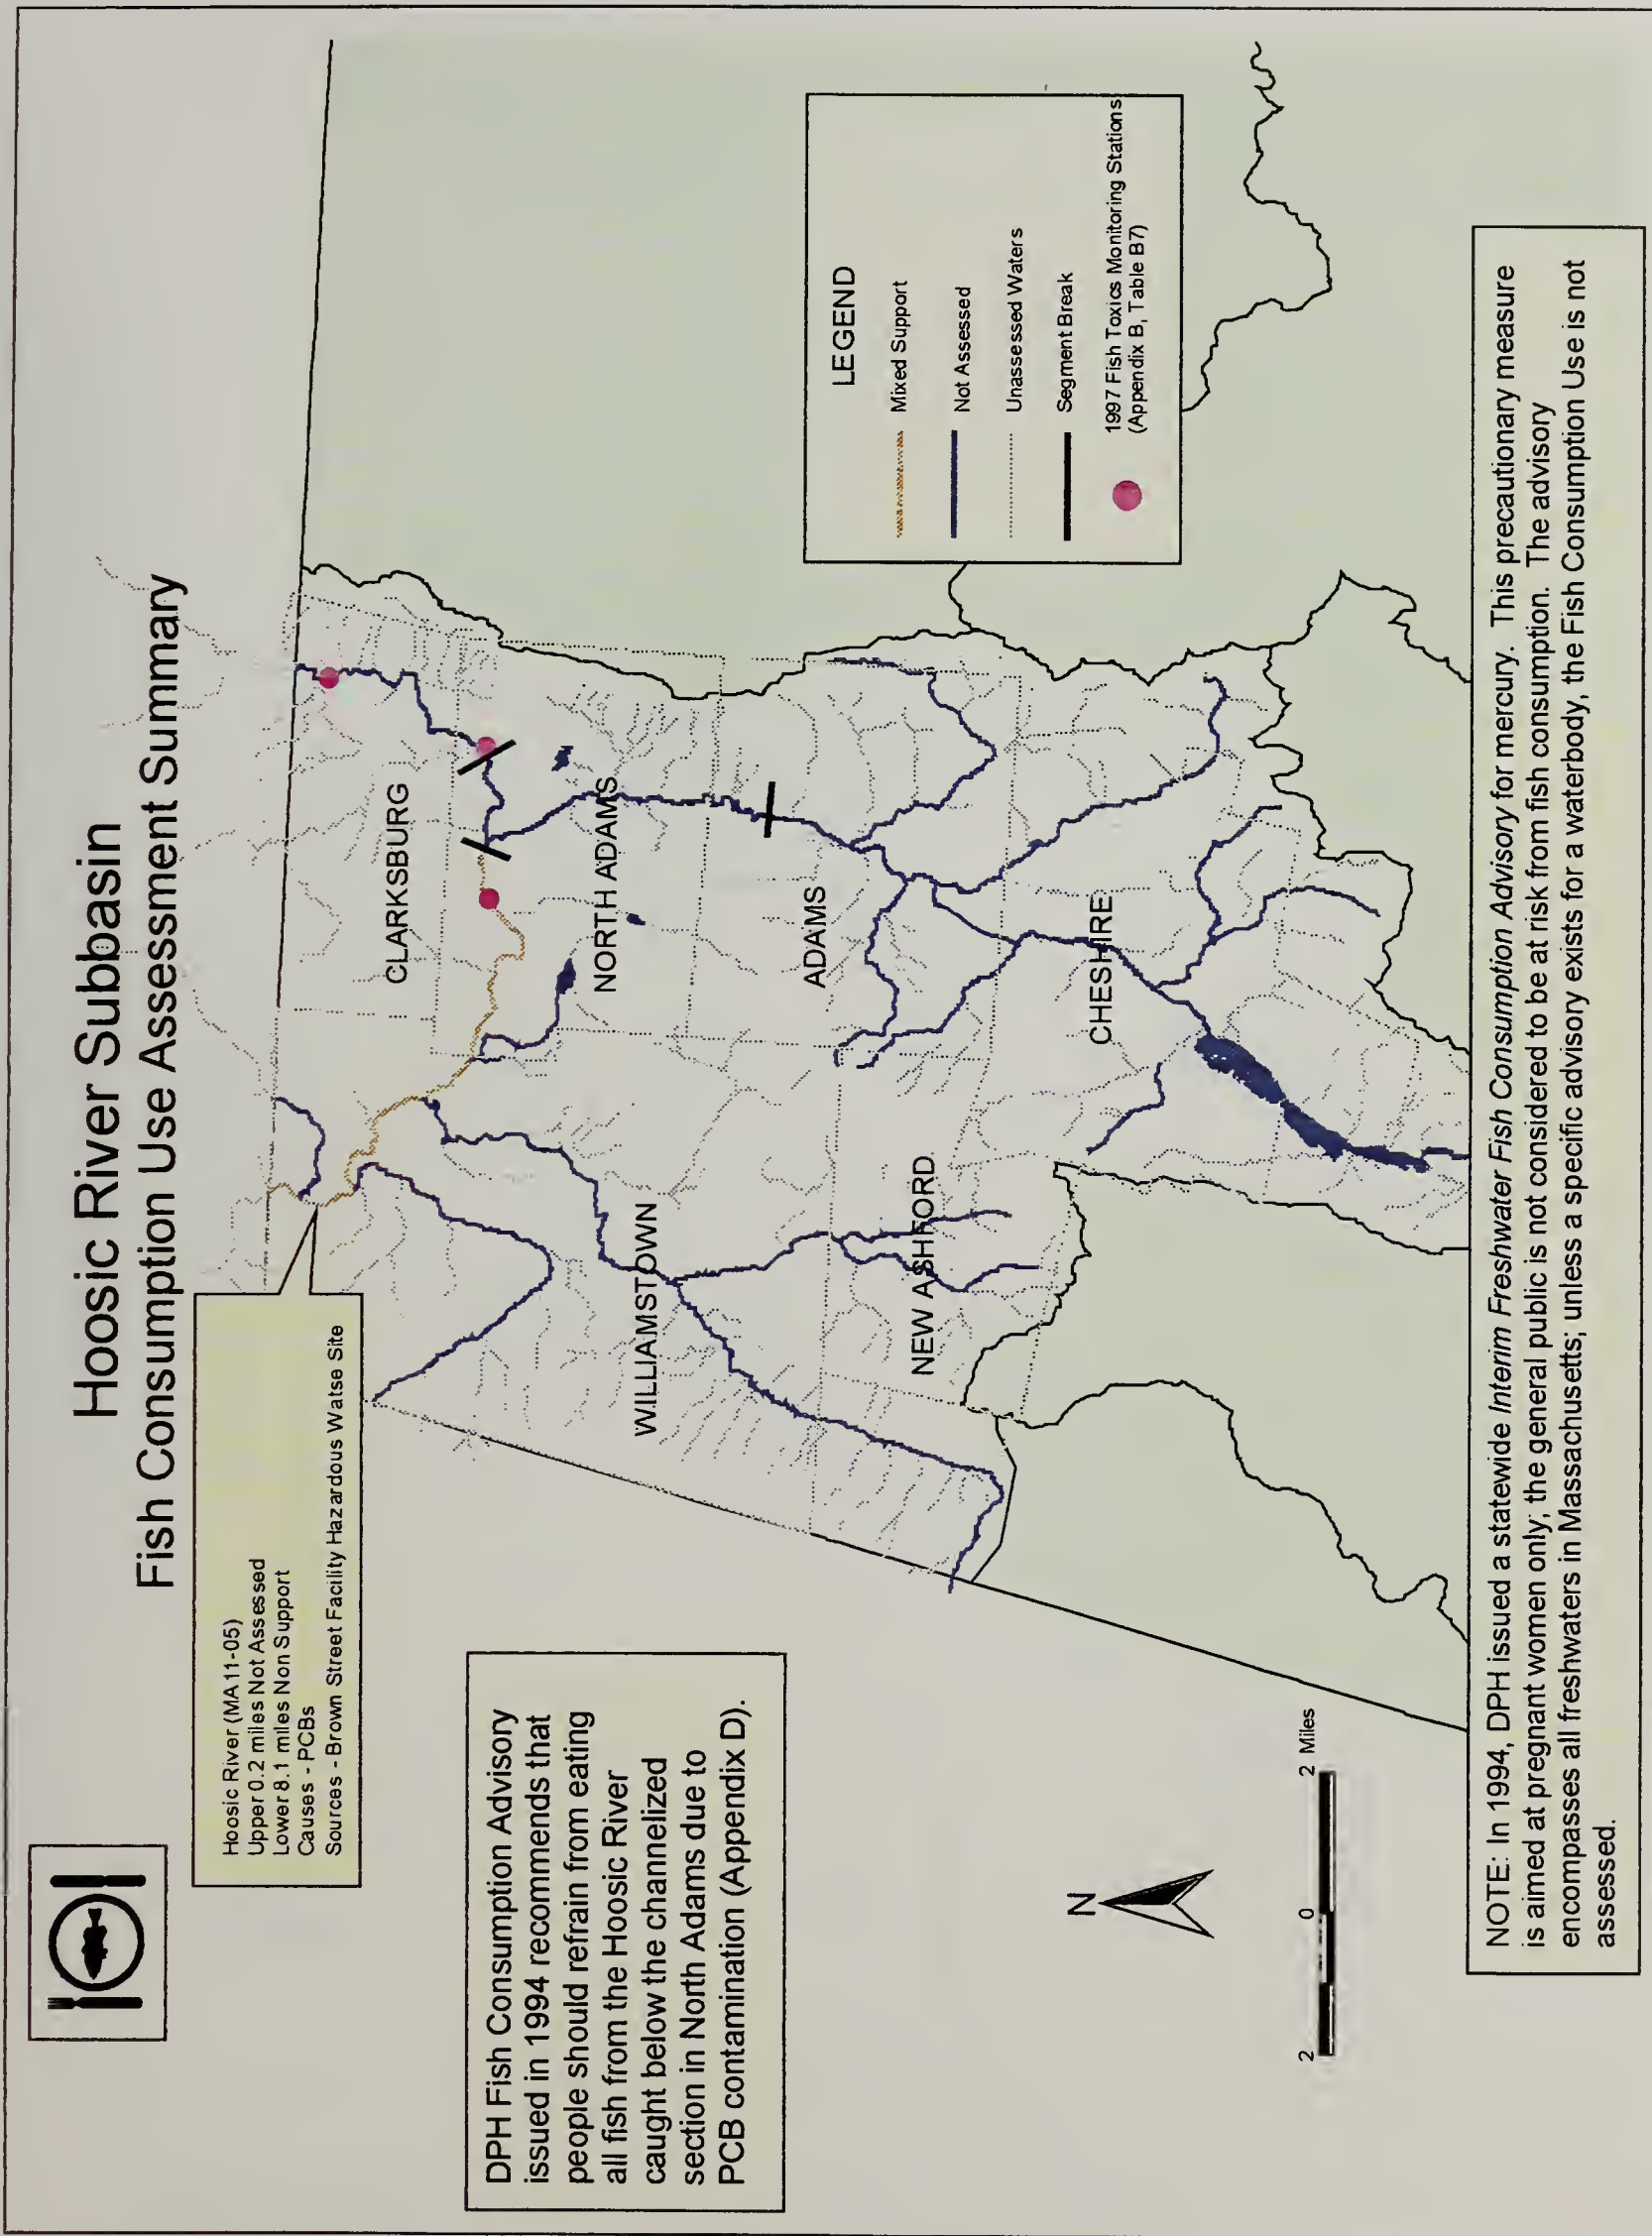 Hoosic River Subbasin
Fish Consumption Use Assessment Summary
Hoosic River (MA 11-05)
Upper 0.2 miles Not Assessed
Lower 8.1 miles Non Support
Causes - PCBs
Sources - Brown Street Facility Hazardous Watse Site
DPH Fish Consumption Advisory
issued in 1994 recommends that
people should refrain from eating
all fish from the Hoosic River
caught below the channelized
section in North Adams due to
PCB contamination (Appendix D).
CLARKSBURG
NORTH ADAMS
WILLIAMSTOWN
ADAMS
NEW ASHFORD
CHESHIRE
LEGEND
Mixed Support
Not Assessed
Unassessed Waters
Segment Break
1997 Fish Toxics Monitoring Stations
(Appendix B, Table B7)
N
2 0 2 Miles
NOTE: In 1994, DPH issued a statewide Interim Freshwater Fish Consumption Advisory for mercury. This precautionary measure
is aimed at pregnant women only; the general public is not considered to be at risk from fish consumption. The advisory
encompasses all freshwaters in Massachusetts; unless a specific advisory exists for a waterbody, the Fish Consumption Use is not
assessed.